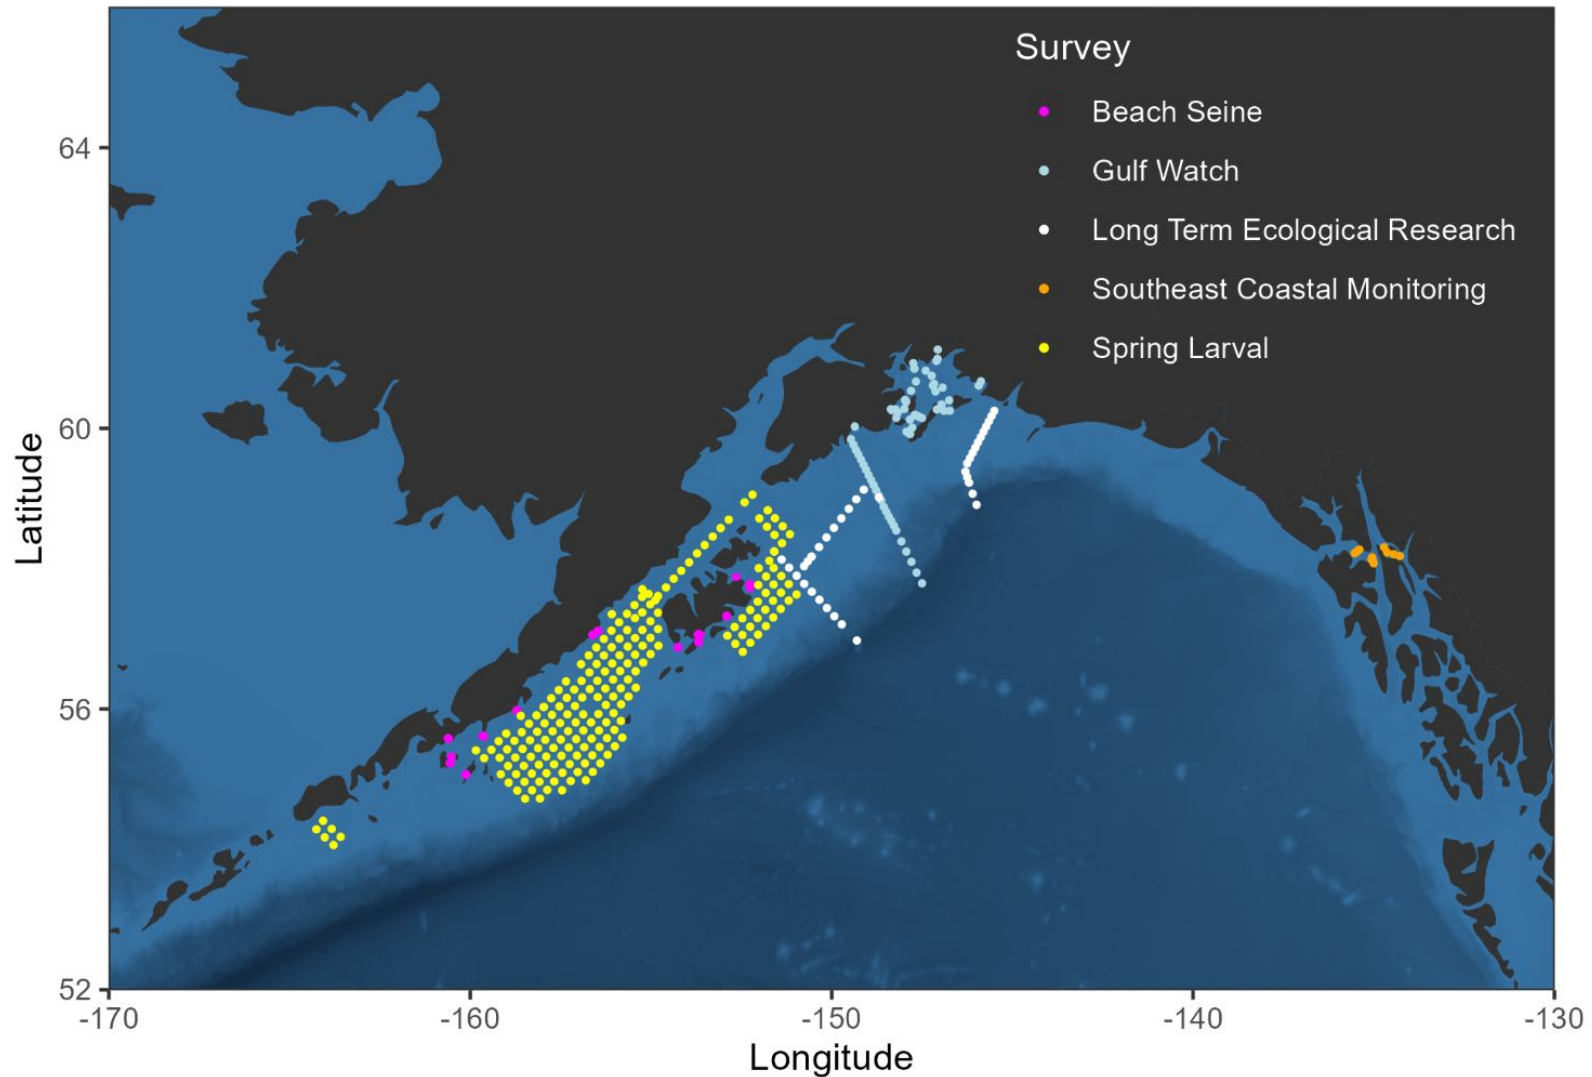 Survey
Beach Seine
Gulf Watch
Long Term Ecological Research
Southeast Coastal Monitoring
Spring Larval
64
60
56
52
Latitude
-170
-160
-150
-140
-130
Longitude